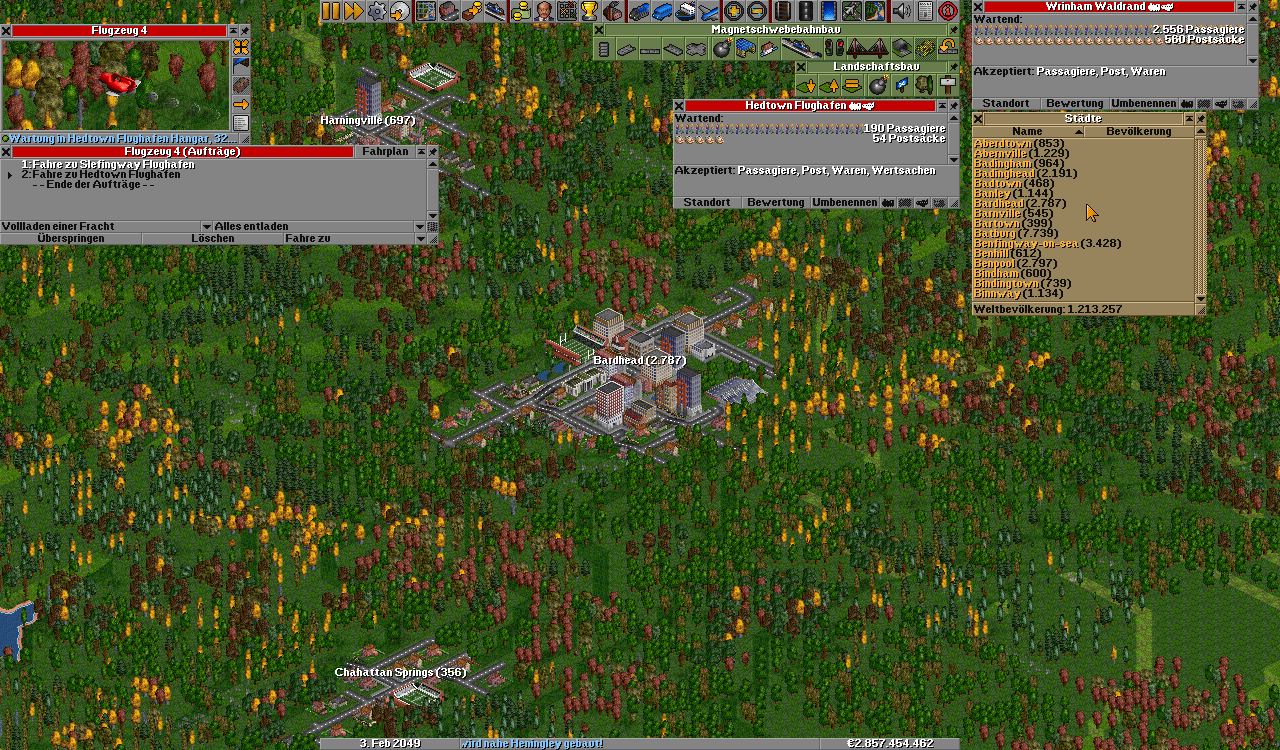 Flugzeug 4
Wartung in Hedtown Flughafen Hangar, 32...
Flugzeug 4 (Aufträge)
Fahrplan
1: Fahre zu Slefingway Flughafen
2: Fahre zu Hedtown Flughafen
- - Ende der Aufträge - -
Vollladen einer Fracht
Alles entladen
Überspringen
Löschen
Fahre zu
Magnetschwebebahnbau
Landschaftsbau
Hedtown Flughafen
Wartend:
190 Passagiere
54 Postsäcke
Akzeptiert: Passagiere, Post, Waren, Wertsachen
Standort
Bewertung
Umbenennen
Wrinham Waldrand
Wartend:
2.556 Passagiere
560 Postsäcke
Akzeptiert: Passagiere, Post, Waren
Standort
Bewertung
Umbenennen
Städte
Name
Bevölkerung
Aberdtown (853)
Abernville (1.229)
Badingham (964)
Badinghead (2.191)
Badtown (468)
Banley (1.144)
Bardhead (2.787)
Barnville (545)
Bartown (399)
Batburg (7.739)
Benfingway-on-sea (3.428)
Benhill (612)
Benpool (2.797)
Bindham (600)
Bindingtown (739)
Binnway (1.134)
Weltbevölkerung: 1.213.257
Harningville (697)
Bardhead (2.787)
Chahattan Springs (356)
3. Feb 2049
wird nahe Heningley gebaut!
€2.857.454.462